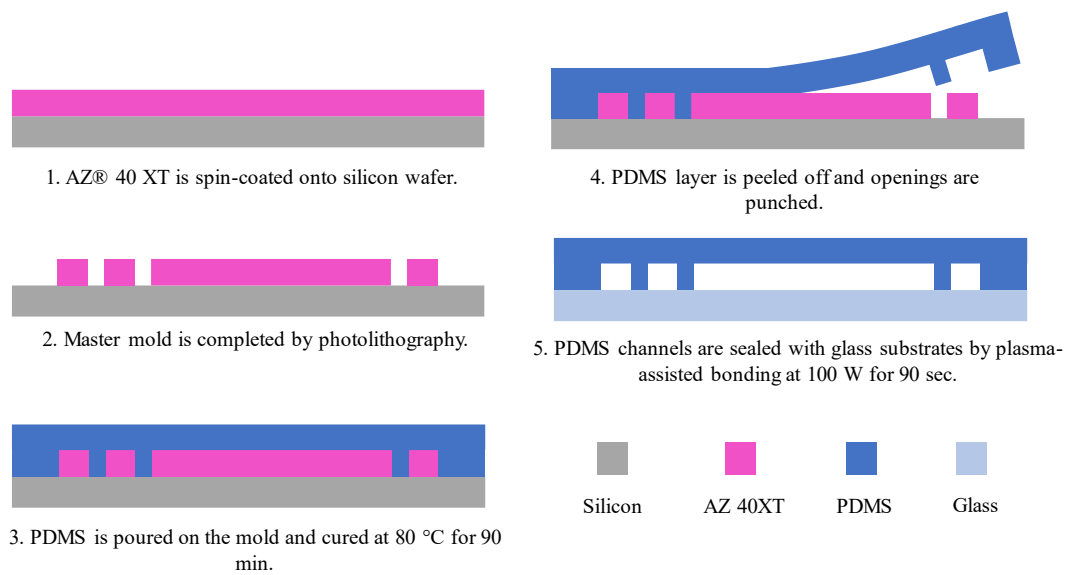 1. AZ® 40 XT is spin-coated onto silicon wafer.
2. Master mold is completed by photolithography.
3. PDMS is poured on the mold and cured at 80 °C for 90
min.
4. PDMS layer is peeled off and openings are
punched.
5. PDMS channels are sealed with glass substrates by plasma-
assisted bonding at 100 W for 90 sec.
Silicon
AZ 40XT
PDMS
Glass